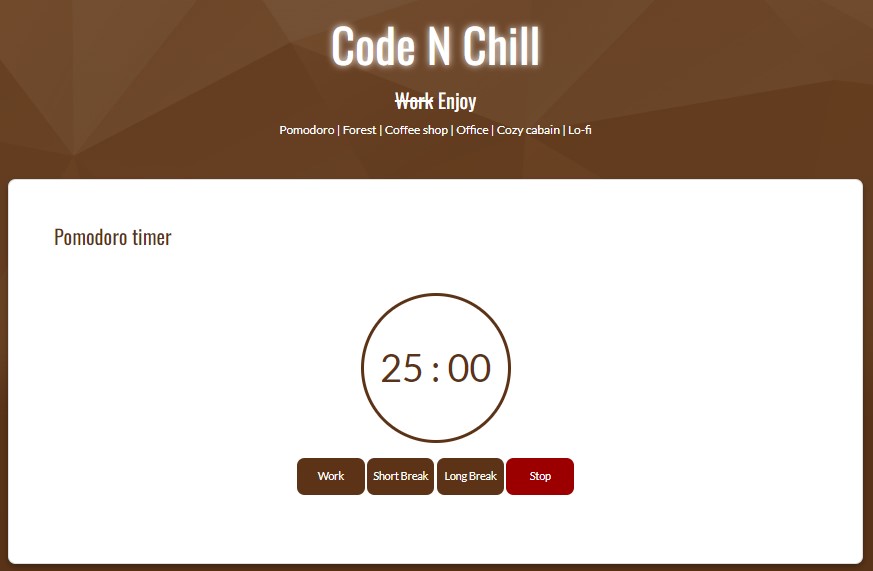 Code N Chill
Work Enjoy
Pomodoro | Forest | Coffee shop | Office | Cozy cabain | Lo-fi
Pomodoro timer
25 : 00
Work Short Break Long Break Stop